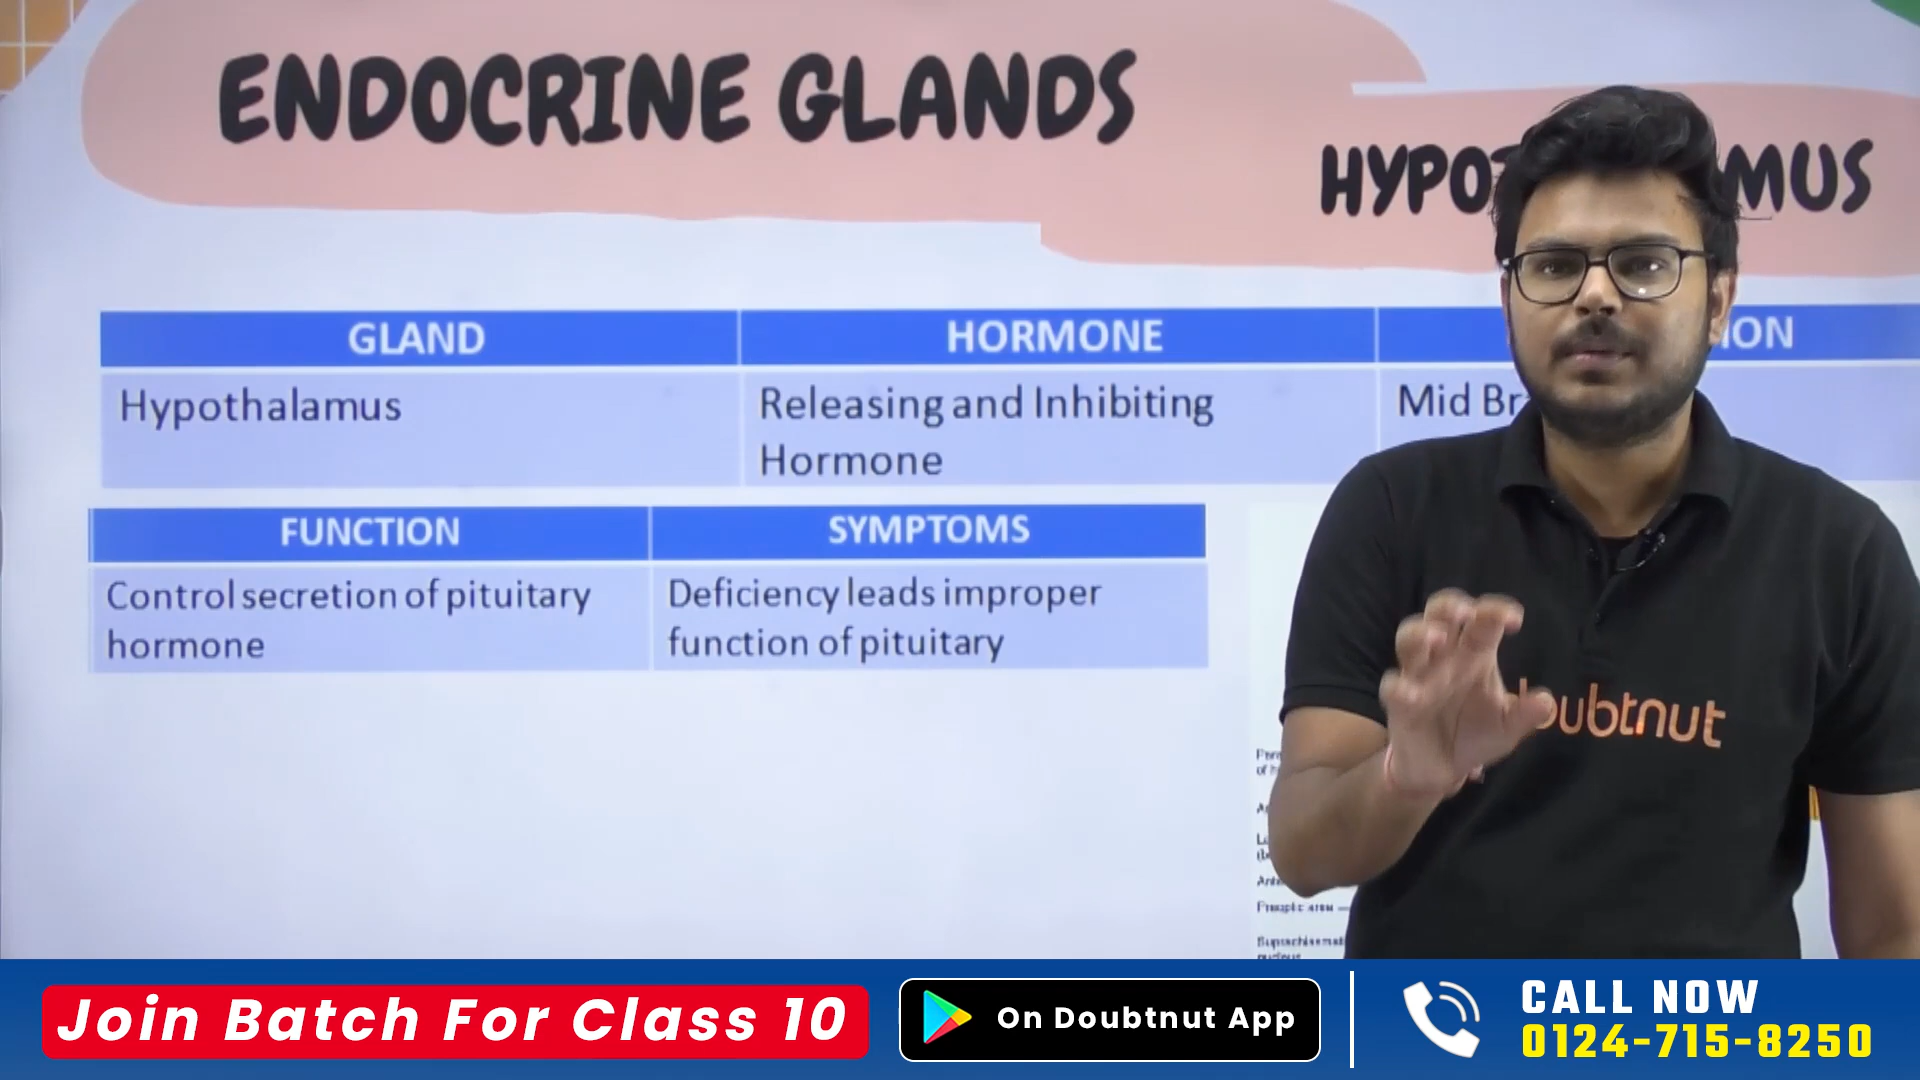 ENDOCRINE GLANDS
HYPO MUS
GLAND HORMONE ION
Hypothalamus Releasing and Inhibiting Mid Br
Hormone
FUNCTION SYMPTOMS
Control secretion of pituitary Deficiency leads improper
hormone function of pituitary
doubtnut
Join Batch For Class 10
On Doubtnut App
CALL NOW
0124-715-8250